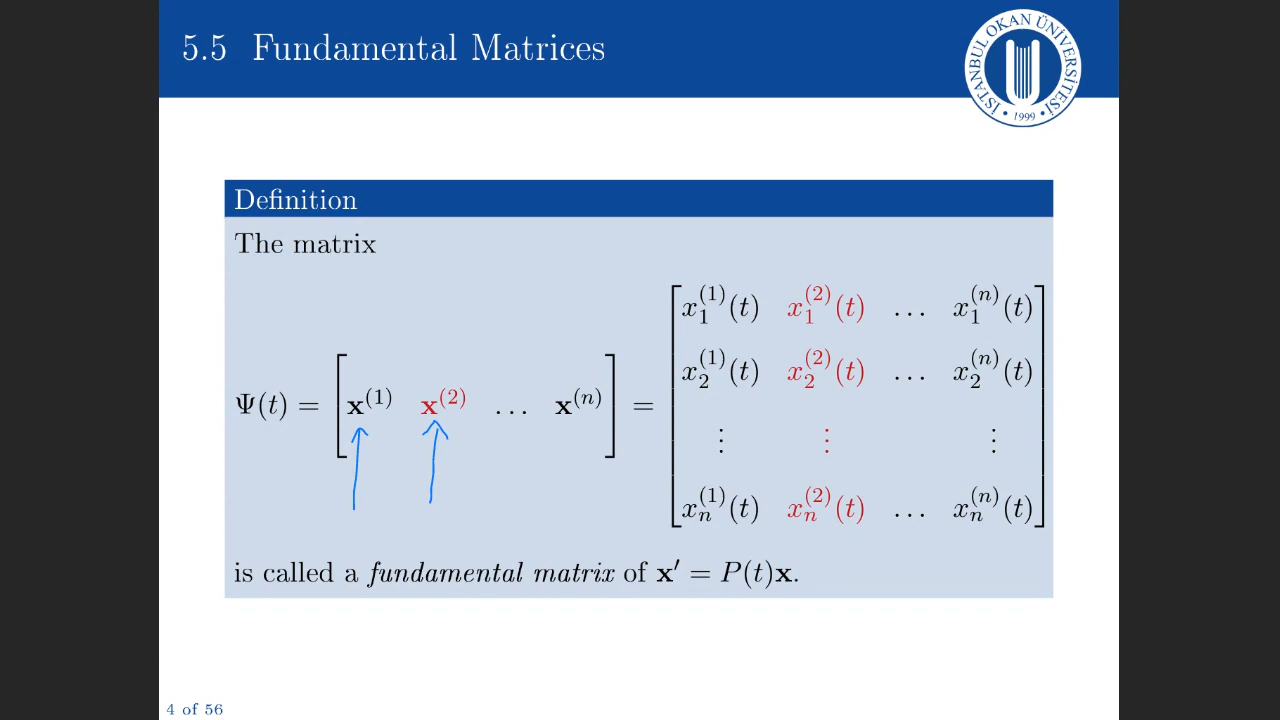 5.5 Fundamental Matrices
İSTANBUL OKAN ÜNİVERSİTESİ
• 1999 •
Definition
The matrix
Ψ(t) = [ x^(1) x^(2) … x^(n) ] = [ x_1^(1)(t) x_1^(2)(t) … x_1^(n)(t)
x_2^(1)(t) x_2^(2)(t) … x_2^(n)(t)
⋮ ⋮ ⋮
x_n^(1)(t) x_n^(2)(t) … x_n^(n)(t) ]
is called a fundamental matrix of x′ = P(t)x.
4 of 56